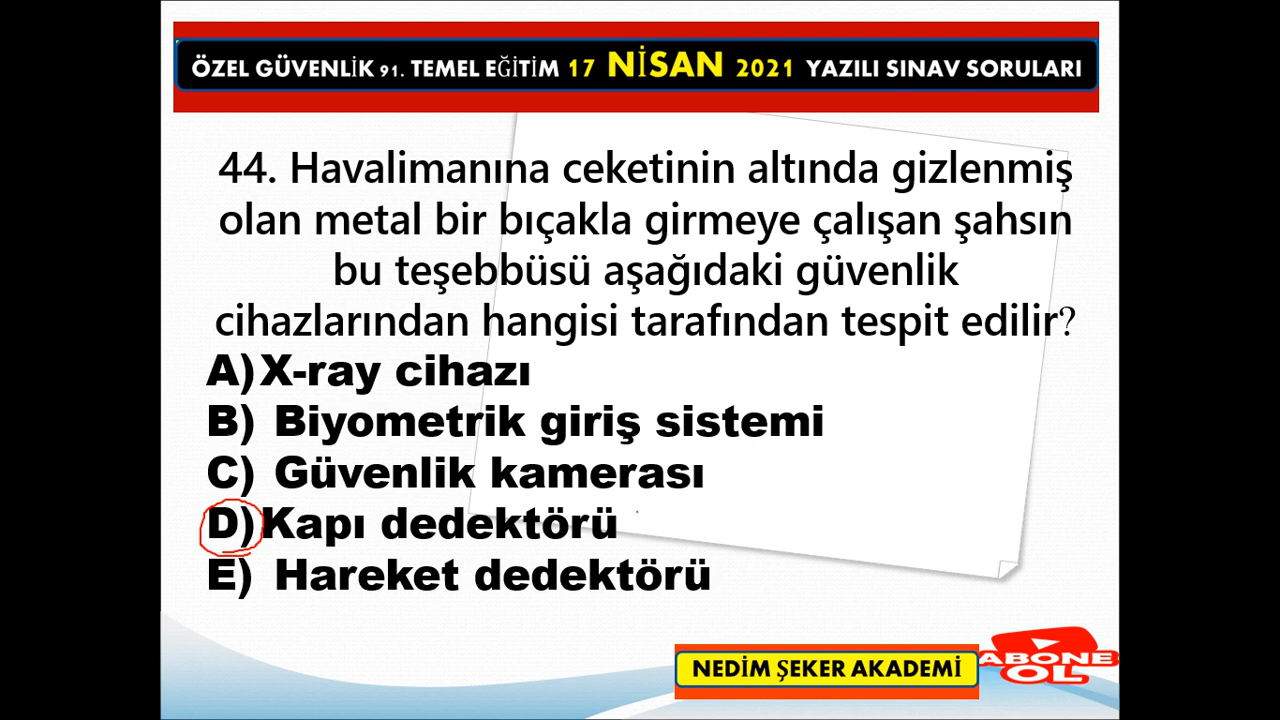 ÖZEL GÜVENLİK 91. TEMEL EĞİTİM 17 NİSAN 2021 YAZILI SINAV SORULARI
44. Havalimanına ceketinin altında gizlenmiş
olan metal bir bıçakla girmeye çalışan şahsın
bu teşebbüsü aşağıdaki güvenlik
cihazlarından hangisi tarafından tespit edilir?
A) X-ray cihazı
B) Biyometrik giriş sistemi
C) Güvenlik kamerası
D) Kapı dedektörü
E) Hareket dedektörü
NEDİM ŞEKER AKADEMİ
ABONE
OL